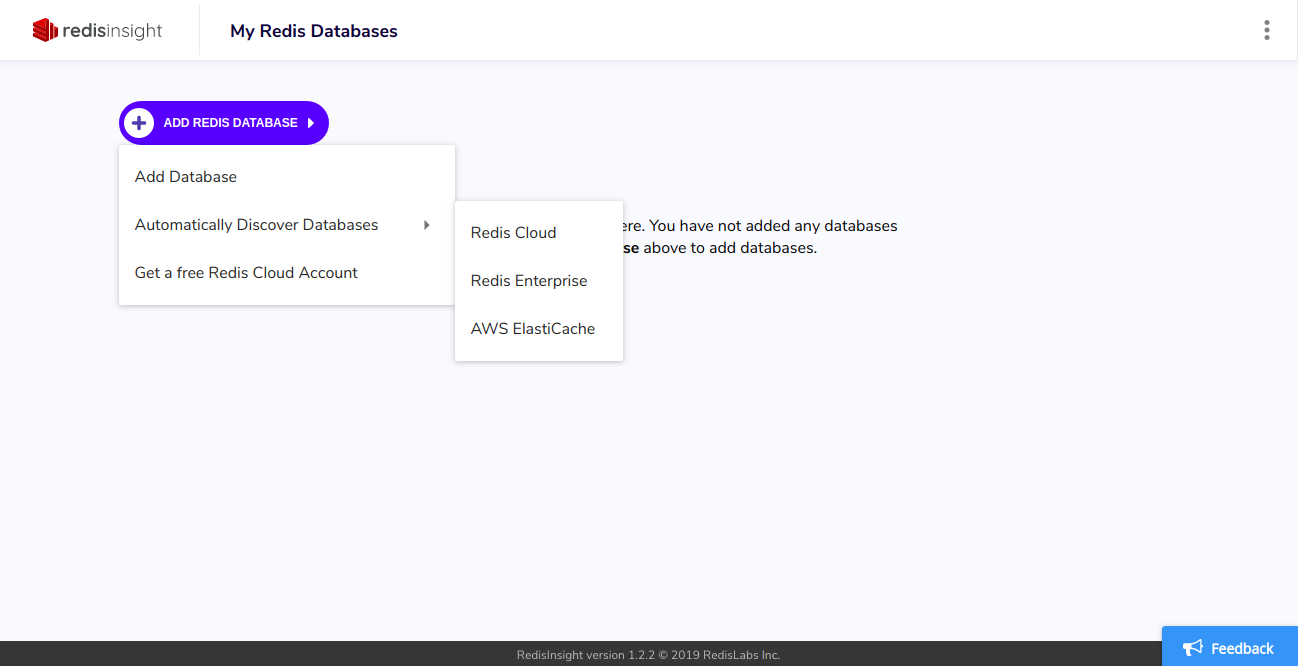 redisinsight
My Redis Databases
ADD REDIS DATABASE
Add Database
Automatically Discover Databases
Get a free Redis Cloud Account
Redis Cloud
Redis Enterprise
AWS ElastiCache
ere. You have not added any databases
se above to add databases.
RedisInsight version 1.2.2 © 2019 RedisLabs Inc.
Feedback